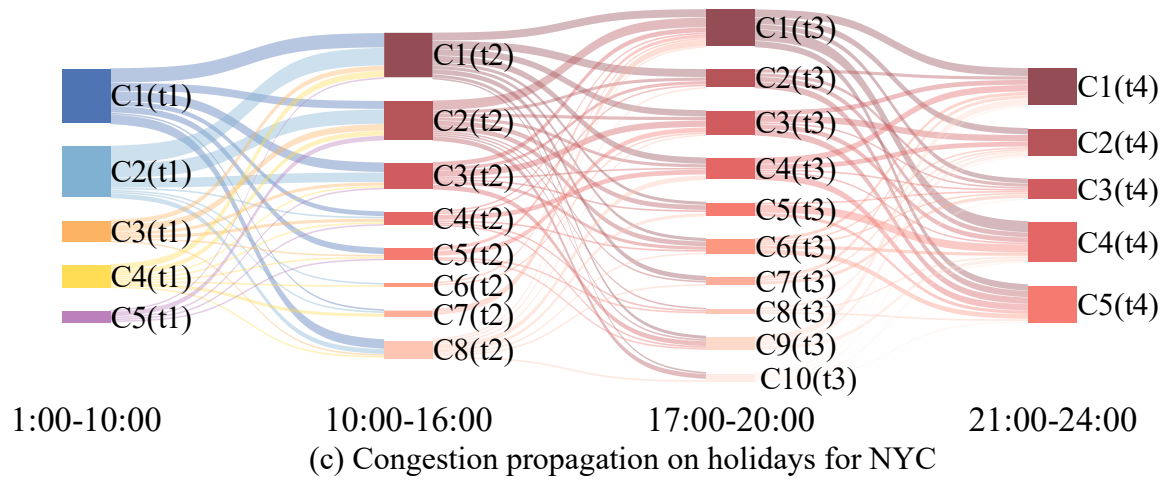 C1(t1)
C2(t1)
C3(t1)
C4(t1)
C5(t1)
C1(t2)
C2(t2)
C3(t2)
C4(t2)
C5(t2)
C6(t2)
C7(t2)
C8(t2)
C1(t3)
C2(t3)
C3(t3)
C4(t3)
C5(t3)
C6(t3)
C7(t3)
C8(t3)
C9(t3)
C10(t3)
C1(t4)
C2(t4)
C3(t4)
C4(t4)
C5(t4)
1:00-10:00 10:00-16:00 17:00-20:00 21:00-24:00
(c) Congestion propagation on holidays for NYC